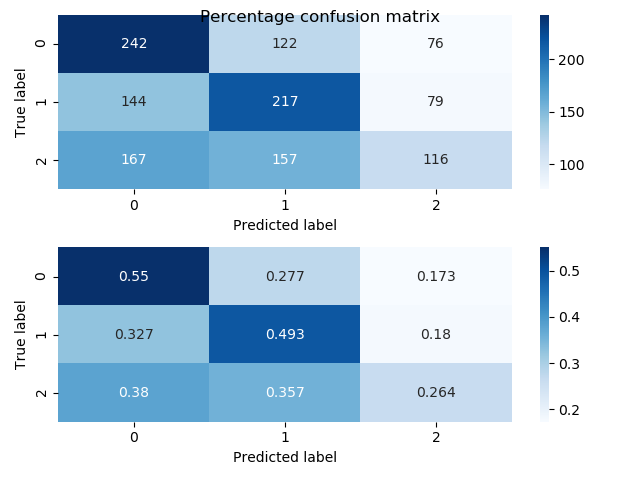 Percentage confusion matrix
True label
0 242 122 76
1 144 217 79
2 167 157 116
0 1 2
Predicted label
200
150
100
True label
0 0.55 0.277 0.173
1 0.327 0.493 0.18
2 0.38 0.357 0.264
0 1 2
Predicted label
0.5
0.4
0.3
0.2